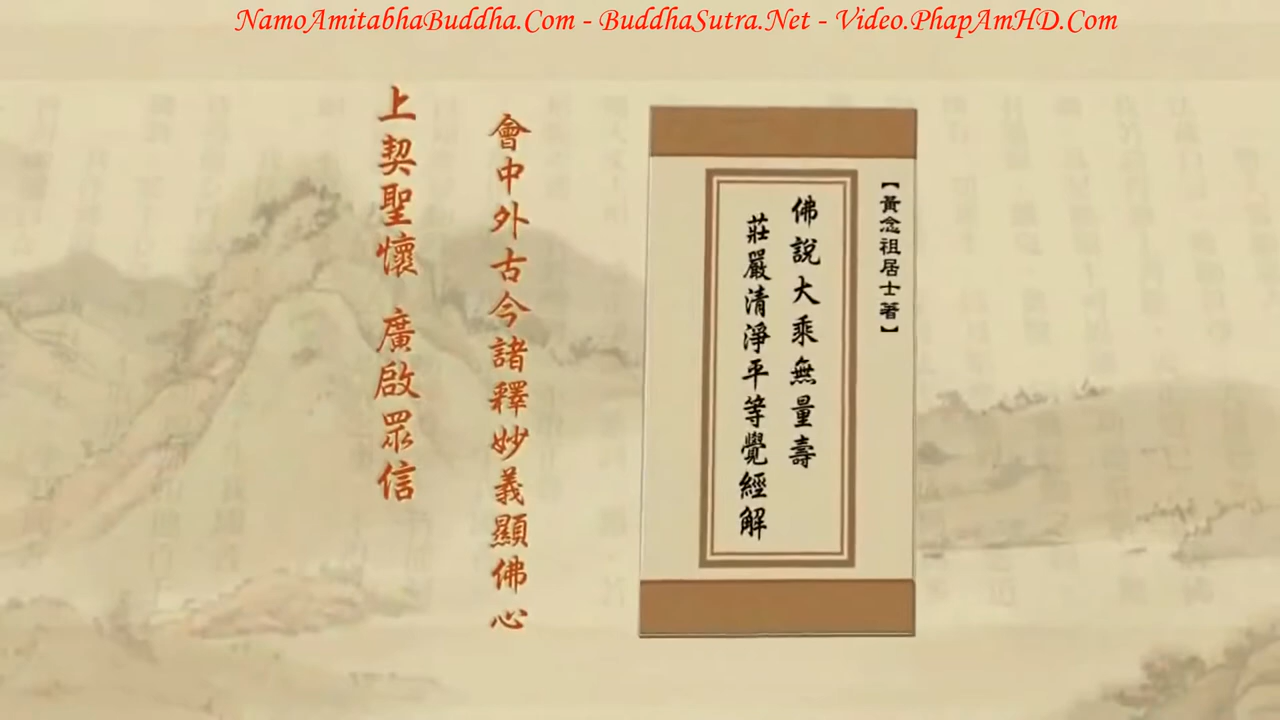 NamoAmitabhaBuddha.Com - BuddhaSutra.Net - Video.PhapAmHD.Com
【黃念祖居士著】
佛說大乘無量壽
莊嚴清淨平等覺經解
會中外古今諸釋妙義顯佛心
上契聖懷 廣啟眾信